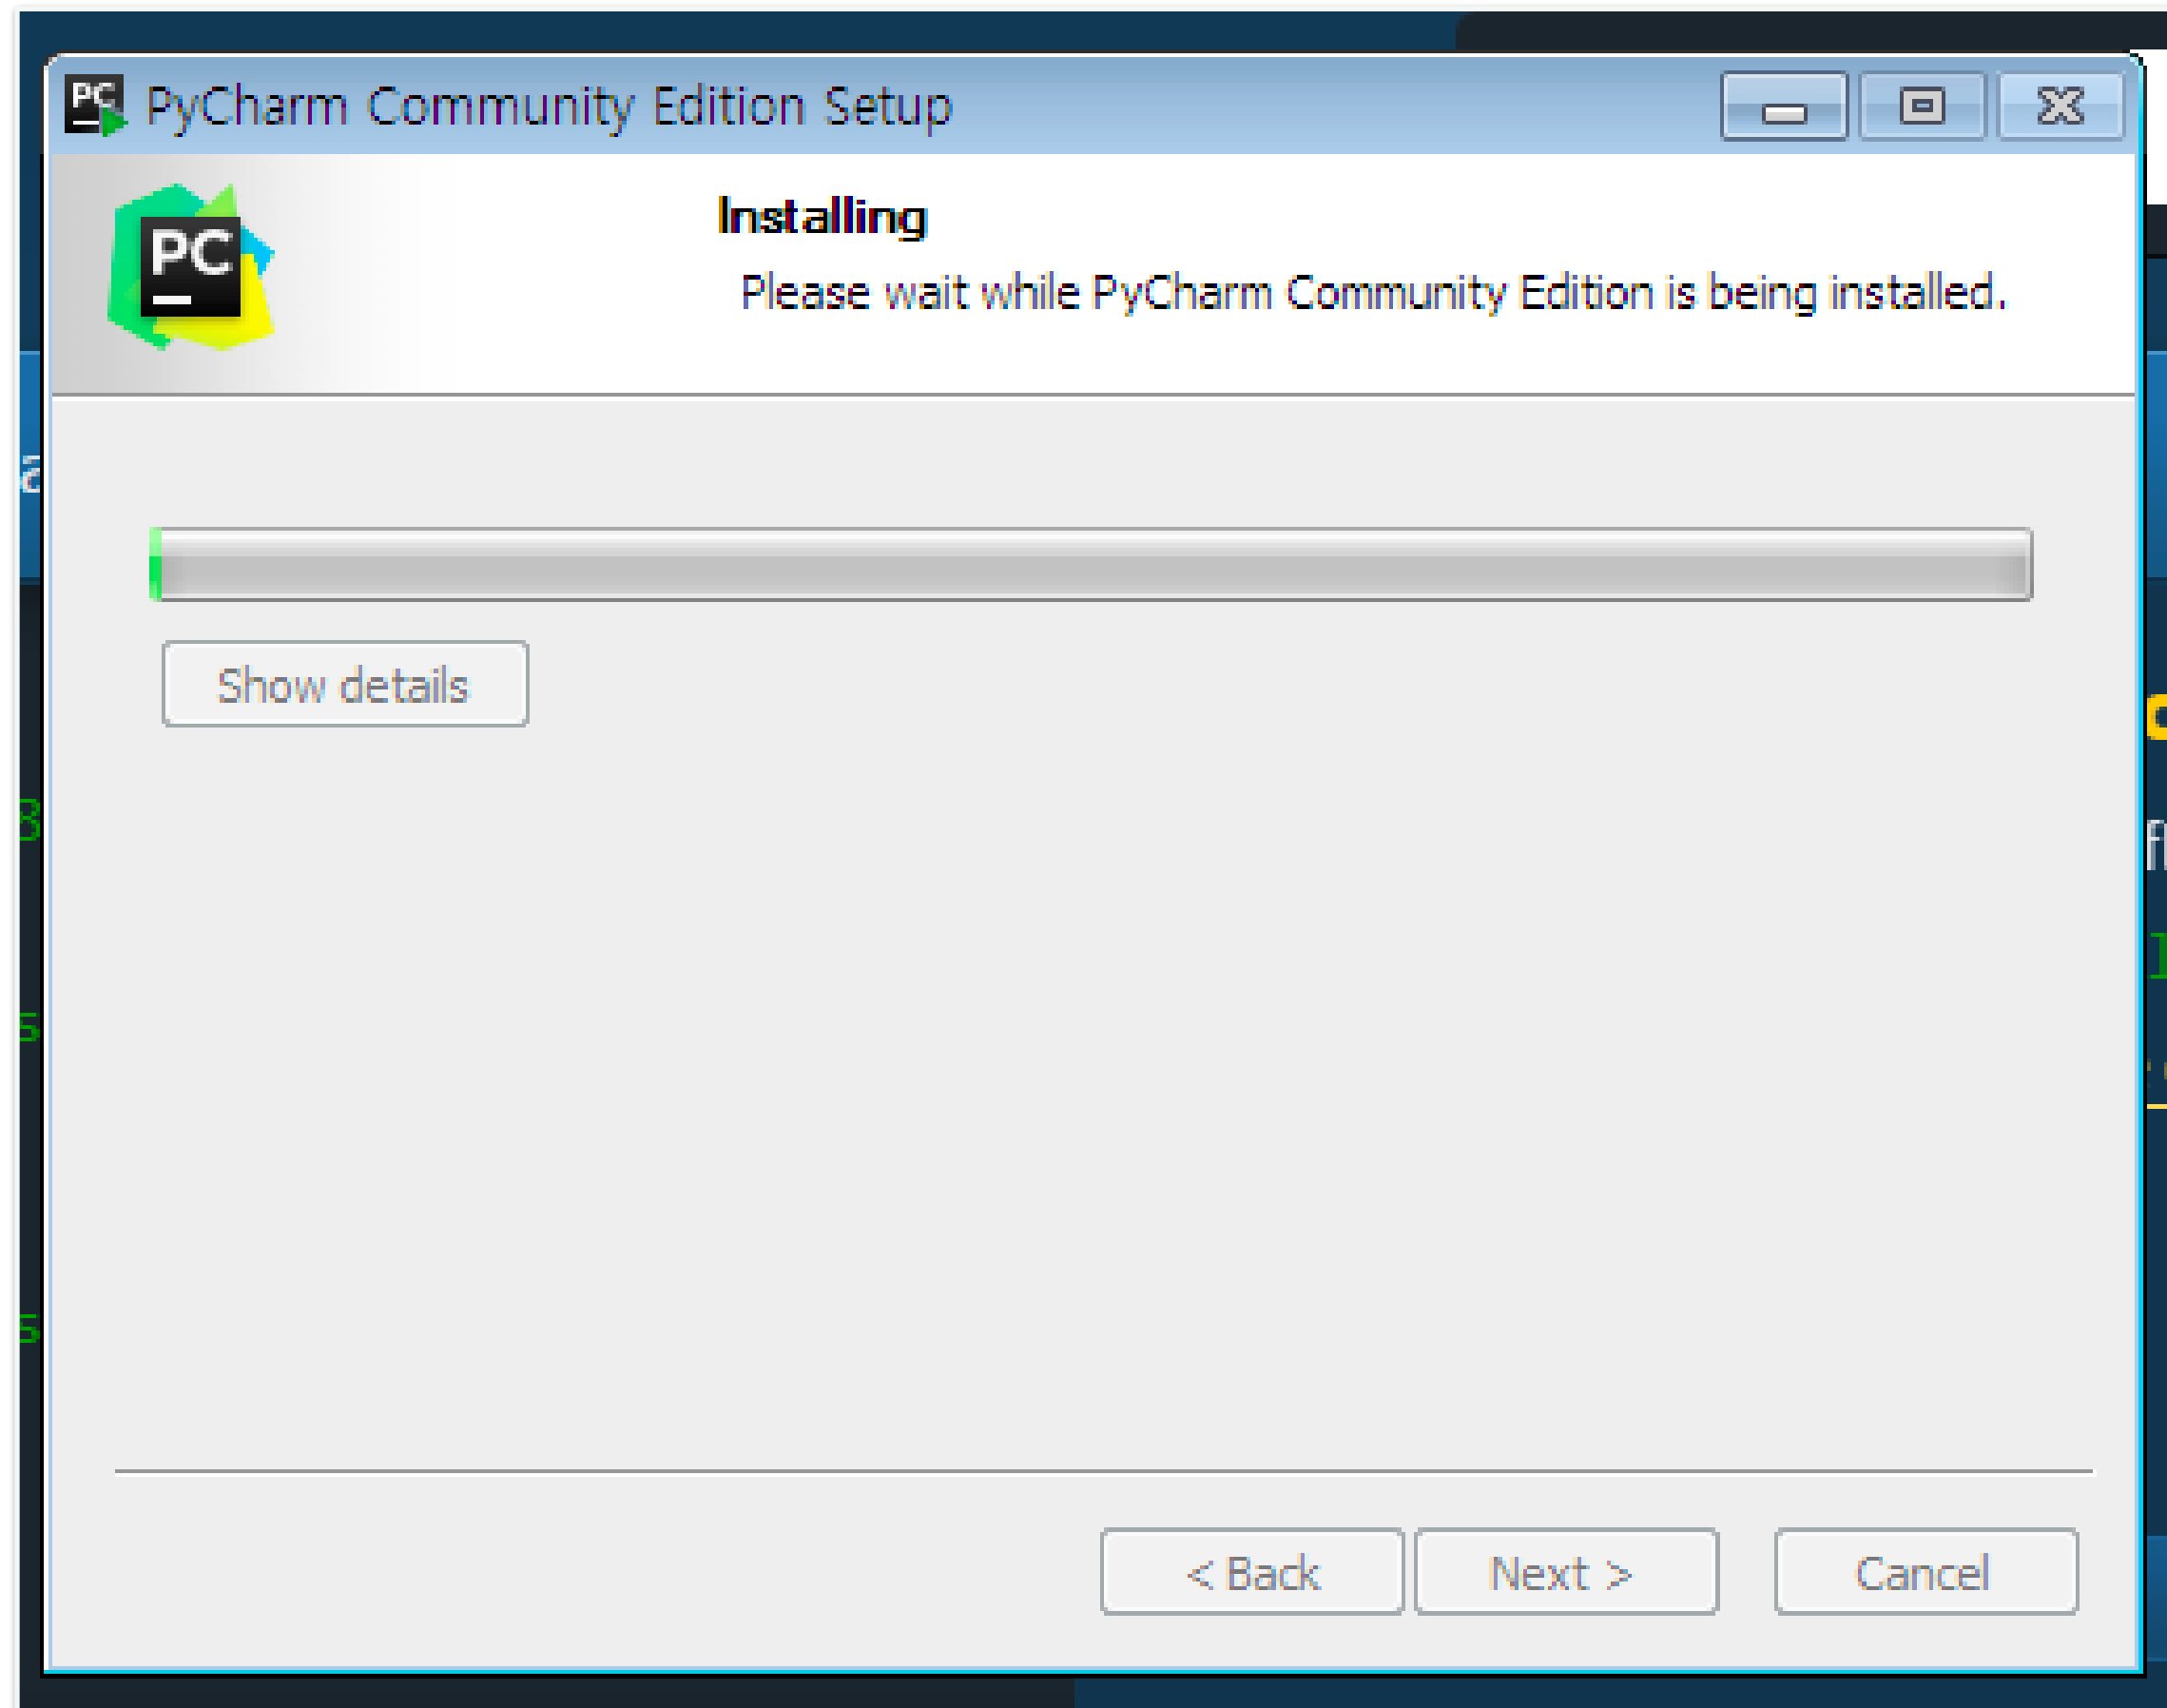 PyCharm Community Edition Setup
PC
Installing
Please wait while PyCharm Community Edition is being installed.
Show details
< Back
Next >
Cancel